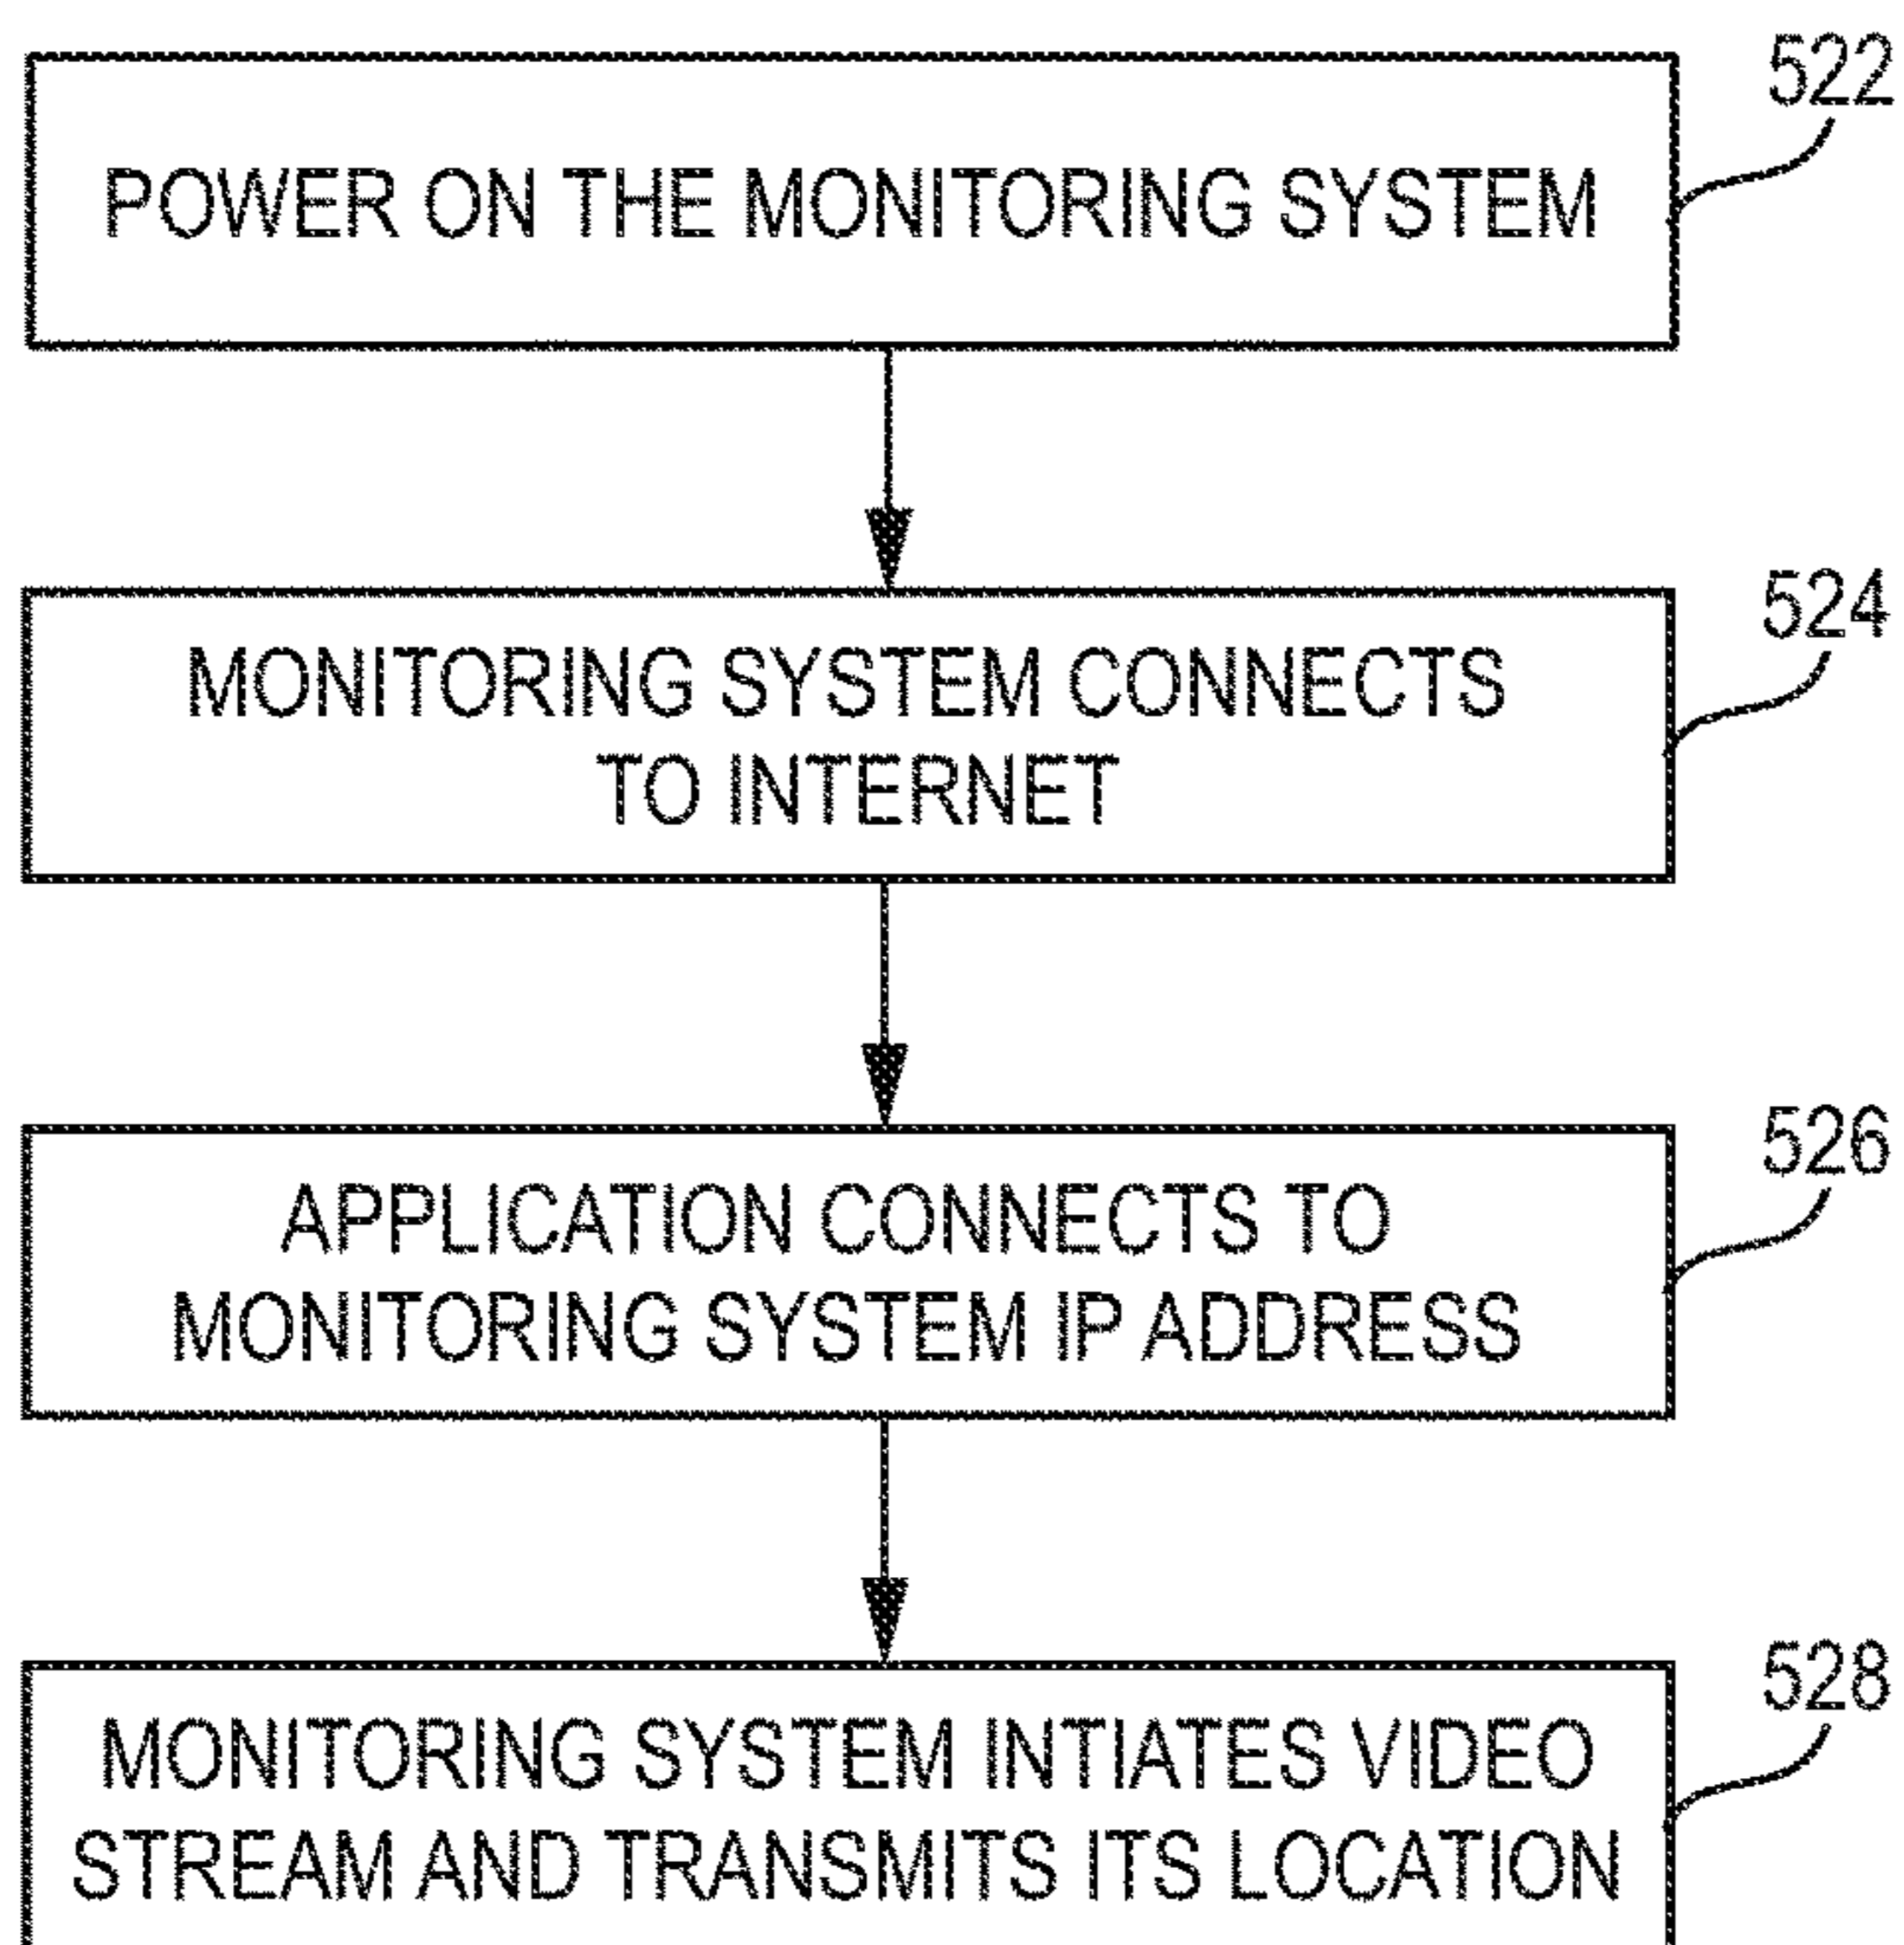 522
POWER ON THE MONITORING SYSTEM
524
MONITORING SYSTEM CONNECTS
TO INTERNET
526
APPLICATION CONNECTS TO
MONITORING SYSTEM IP ADDRESS
528
MONITORING SYSTEM INTIATES VIDEO
STREAM AND TRANSMITS ITS LOCATION